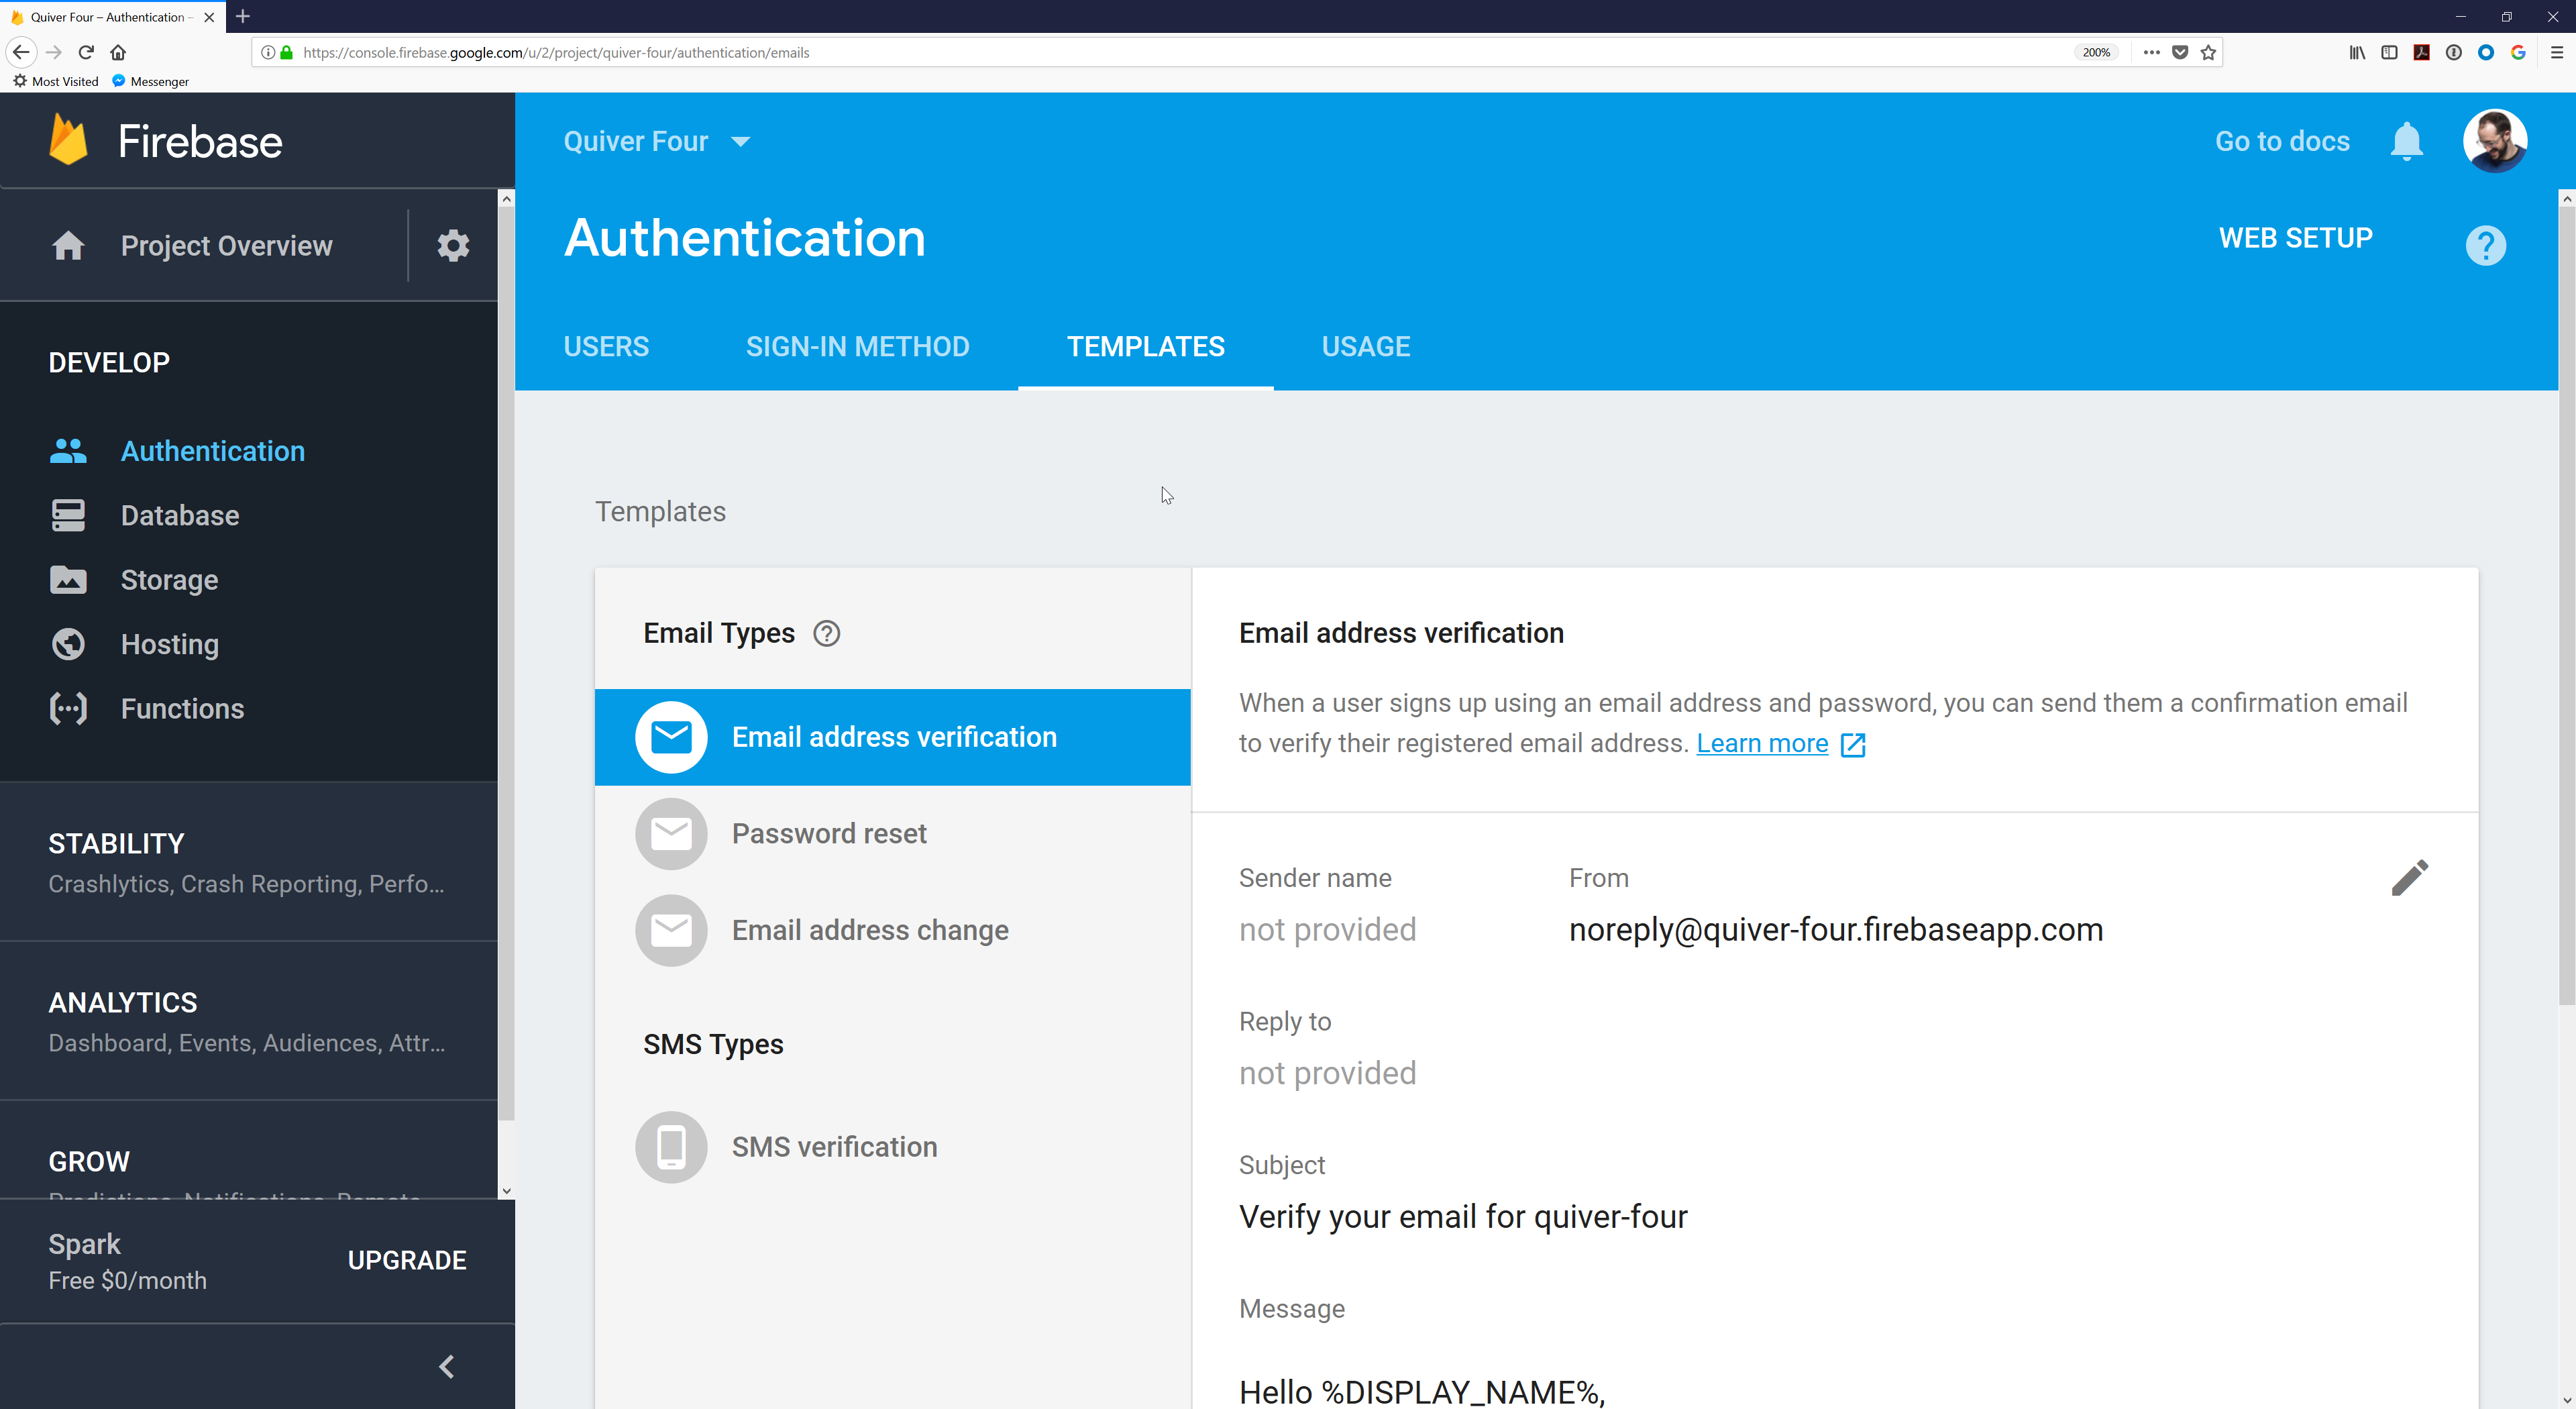 Quiver Four – Authentication –
https://console.firebase.google.com/u/2/project/quiver-four/authentication/emails
200%
Most Visited
Messenger
Firebase
Quiver Four
Go to docs
Project Overview
Authentication
WEB SETUP
USERS
SIGN-IN METHOD
TEMPLATES
USAGE
DEVELOP
Authentication
Database
Storage
Hosting
Functions
STABILITY
Crashlytics, Crash Reporting, Perfo...
ANALYTICS
Dashboard, Events, Audiences, Attr...
GROW
Predictions, Notifications, Remote
Spark
Free $0/month
UPGRADE
Templates
Email Types
Email address verification
Password reset
Email address change
SMS Types
SMS verification
Email address verification
When a user signs up using an email address and password, you can send them a confirmation email
to verify their registered email address. Learn more
Sender name
From
not provided
noreply@quiver-four.firebaseapp.com
Reply to
not provided
Subject
Verify your email for quiver-four
Message
Hello %DISPLAY_NAME%,